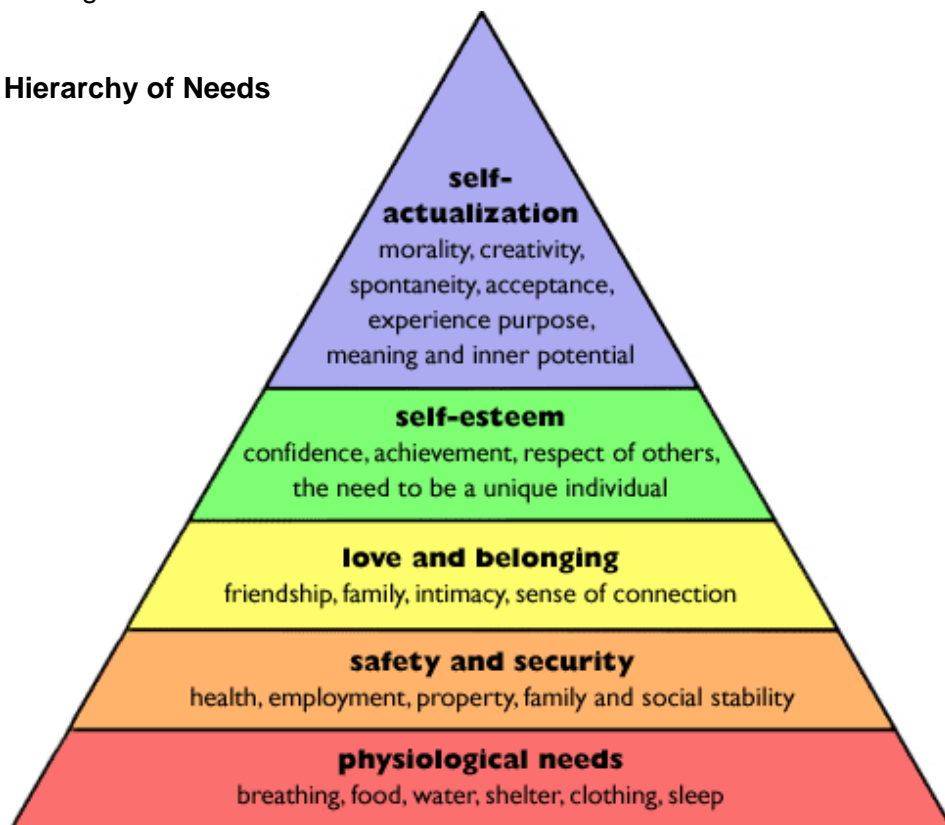 Hierarchy of Needs
self-
actualization
morality, creativity,
spontaneity, acceptance,
experience purpose,
meaning and inner potential
self-esteem
confidence, achievement, respect of others,
the need to be a unique individual
love and belonging
friendship, family, intimacy, sense of connection
safety and security
health, employment, property, family and social stability
physiological needs
breathing, food, water, shelter, clothing, sleep